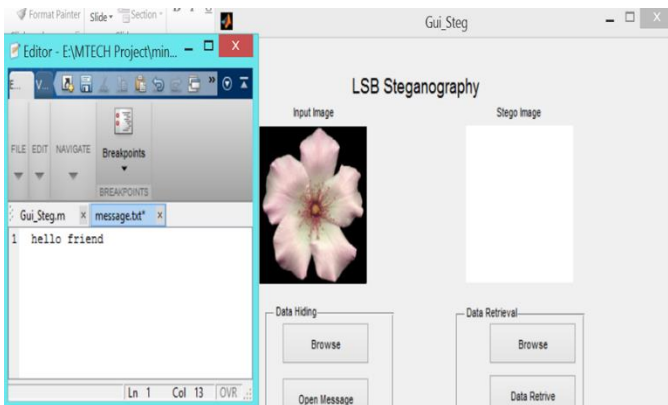 Format Painter
Slide
Section
Gui_Steg
Editor - E:\MTECH Project\min...
E...
V...
FILE
EDIT
NAVIGATE
Breakpoints
BREAKPOINTS
Gui_Steg.m × message.txt* ×
1 hello friend
Ln 1 Col 13 OVR
LSB Steganography
Input Image
Stego Image
Data Hiding
Browse
Open Message
Data Retrieval
Browse
Data Retrive